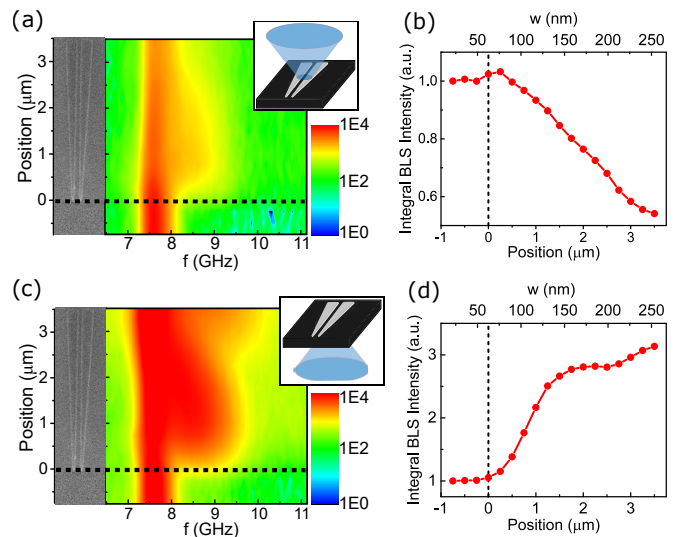 (a)
Position (μm)
3
2
1
0
7 8 9 10 11
f (GHz)
1E4
1E2
1E0
(b)
w (nm)
50 100 150 200 250
Integral BLS Intensity (a.u.)
1.0
0.8
0.6
-1 0 1 2 3
Position (μm)
(c)
Position (μm)
3
2
1
0
7 8 9 10 11
f (GHz)
1E4
1E2
1E0
(d)
w (nm)
50 100 150 200 250
Integral BLS Intensity (a.u.)
3
2
1
-1 0 1 2 3
Position (μm)